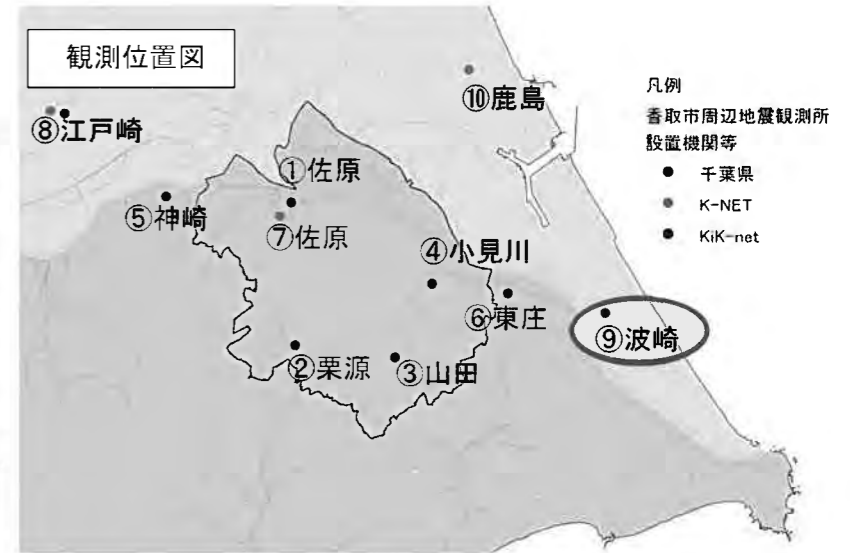 観測位置図
⑩鹿島
⑧江戸崎
①佐原
⑤神崎
⑦佐原
④小見川
⑥東庄
⑨波崎
②栗源
③山田
凡例
香取市周辺地震観測所
設置機関等
千葉県
K-NET
KiK-net